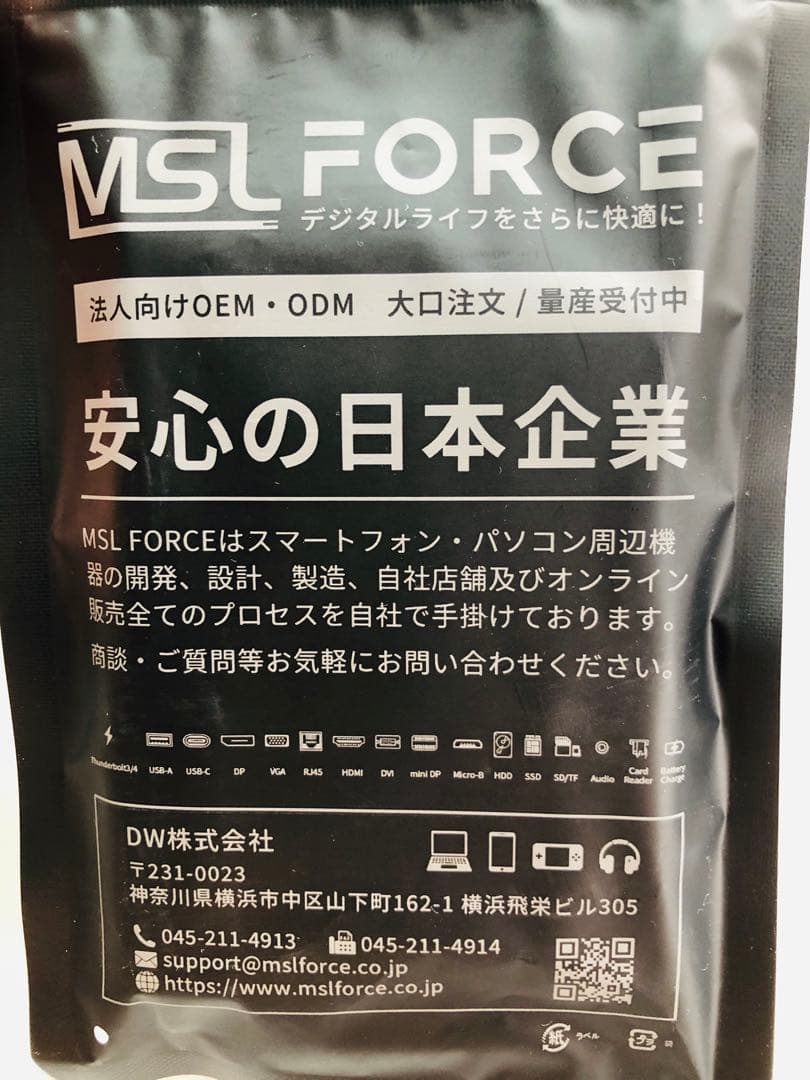 MSL FORCE
デジタルライフをさらに快適に！
法人向けOEM・ODM 大口注文 / 量産受付中
安心の日本企業
MSL FORCEはスマートフォン・パソコン周辺機
器の開発、設計、製造、自社店舗及びオンライン
販売全てのプロセスを自社で手掛けております。
商談・ご質問等お気軽にお問い合わせください。
Thunderbolt3/4 USB-A USB-C DP VGA RJ45 HDMI DVI mini DP Micro-B HDD SSD SD/TF Audio Card Reader Battery Charge
DW株式会社
〒231-0023
神奈川県横浜市中区山下町162-1 横浜飛栄ビル305
045-211-4913 045-211-4914
support@mslforce.co.jp
https://www.mslforce.co.jp
紙 ラベル プラ 袋